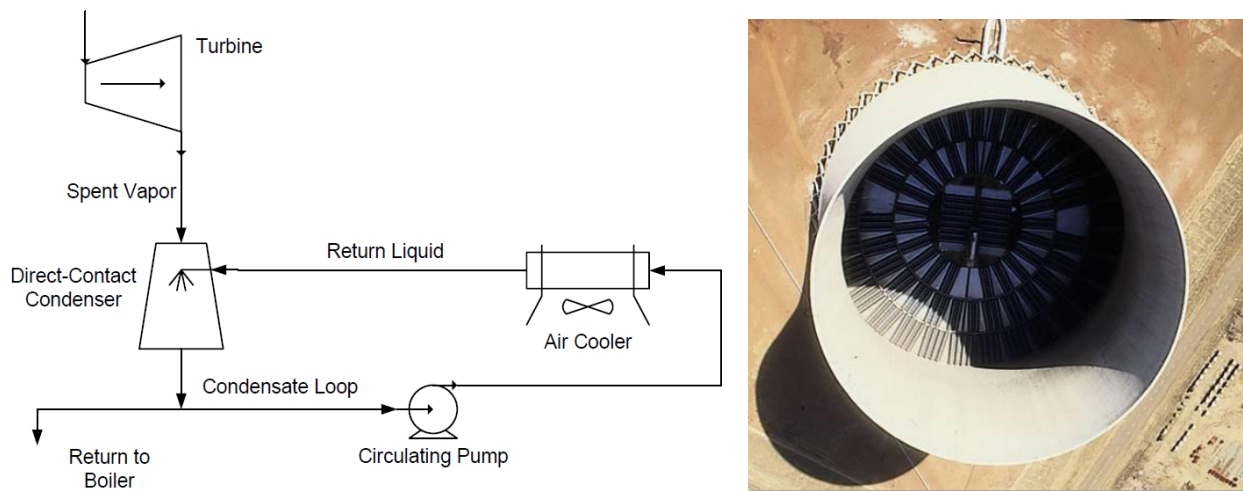 Turbine
Spent Vapor
Direct-Contact
Condenser
Return Liquid
Air Cooler
Condensate Loop
Return to
Boiler
Circulating Pump